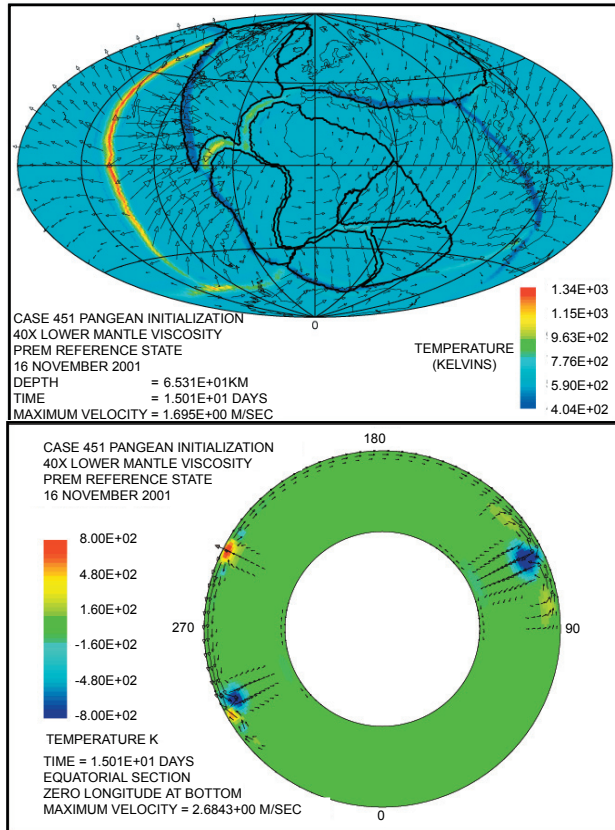 0
CASE 451 PANGEAN INITIALIZATION
40X LOWER MANTLE VISCOSITY
PREM REFERENCE STATE
16 NOVEMBER 2001
DEPTH = 6.531E+01KM
TIME = 1.501E+01 DAYS
MAXIMUM VELOCITY = 1.695E+00 M/SEC
TEMPERATURE
(KELVINS)
1.34E+03
1.15E+03
9.63E+02
7.76E+02
5.90E+02
4.04E+02
CASE 451 PANGEAN INITIALIZATION
40X LOWER MANTLE VISCOSITY
PREM REFERENCE STATE
16 NOVEMBER 2001
180
8.00E+02
4.80E+02
1.60E+02
-1.60E+02
-4.80E+02
-8.00E+02
270
90
TEMPERATURE K
TIME = 1.501E+01 DAYS
EQUATORIAL SECTION
ZERO LONGITUDE AT BOTTOM
MAXIMUM VELOCITY = 2.6843+00 M/SEC
0